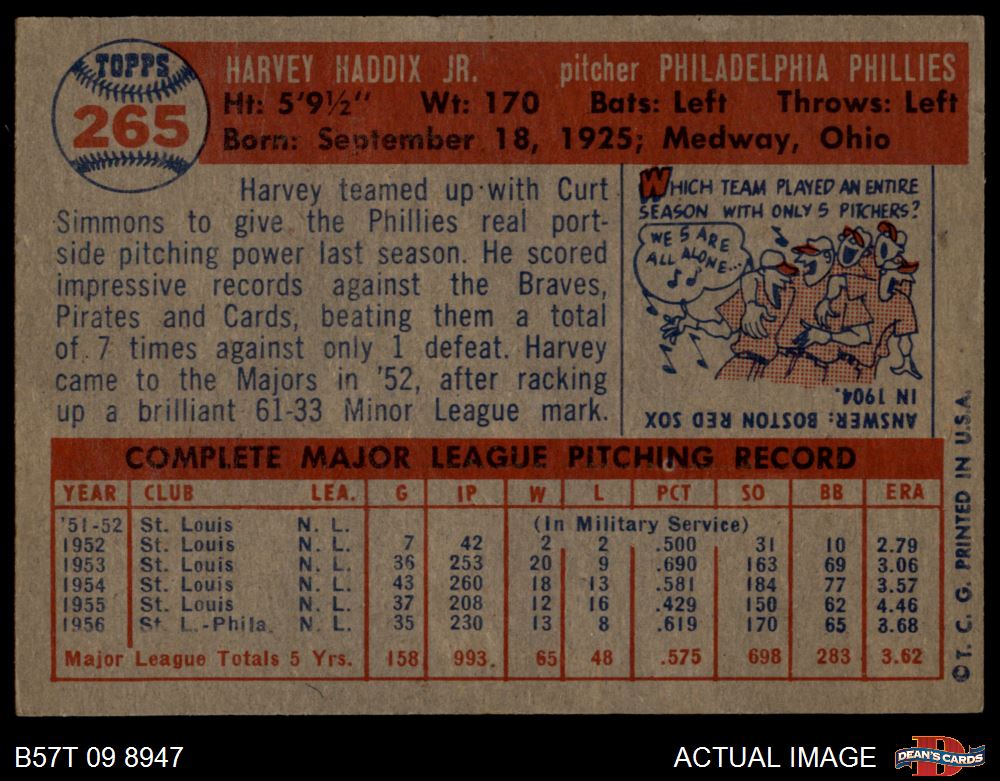 TOPPS
265
HARVEY HADDIX JR. pitcher PHILADELPHIA PHILLIES
Ht: 5'9½" Wt: 170 Bats: Left Throws: Left
Born: September 18, 1925; Medway, Ohio
Harvey teamed up with Curt
Simmons to give the Phillies real port-
side pitching power last season. He scored
impressive records against the Braves,
Pirates and Cards, beating them a total
of 7 times against only 1 defeat. Harvey
came to the Majors in '52, after racking
up a brilliant 61-33 Minor League mark.
WHICH TEAM PLAYED AN ENTIRE
SEASON WITH ONLY 5 PITCHERS?
WE 5 ARE
ALL ALONE...
ANSWER: BOSTON RED SOX
IN 1904.
COMPLETE MAJOR LEAGUE PITCHING RECORD
YEAR CLUB LEA. G IP W L PCT SO BB ERA
'51-52 St. Louis N. L. (In Military Service)
1952 St. Louis N. L. 7 42 2 2 .500 31 10 2.79
1953 St. Louis N. L. 36 253 20 9 .690 163 69 3.06
1954 St. Louis N. L. 43 260 18 13 .581 184 77 3.57
1955 St. Louis N. L. 37 208 12 16 .429 150 62 4.46
1956 St. L.-Phila. N. L. 35 230 13 8 .619 170 65 3.68
Major League Totals 5 Yrs. 158 993 65 48 .575 698 283 3.62
© T. C. G. PRINTED IN U.S.A.
B57T 09 8947
ACTUAL IMAGE
D
DEAN'S CARDS